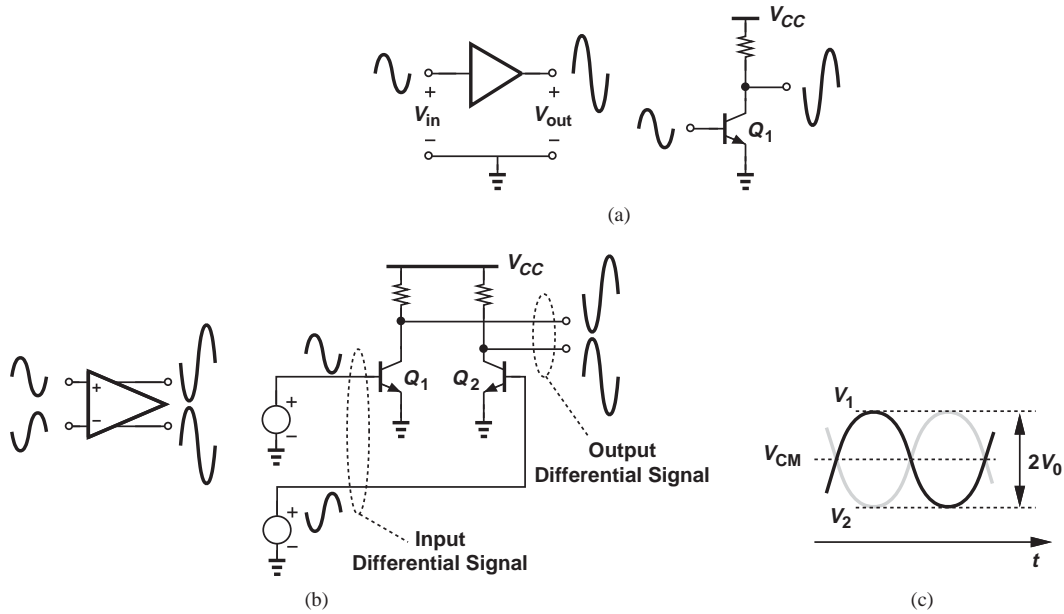 V_CC
V_in
+
−
V_out
+
−
Q_1
(a)
V_CC
+
−
Q_1
Q_2
+
−
+
−
Output
Differential Signal
Input
Differential Signal
(b)
V_1
V_CM
V_2
2V_0
t
(c)